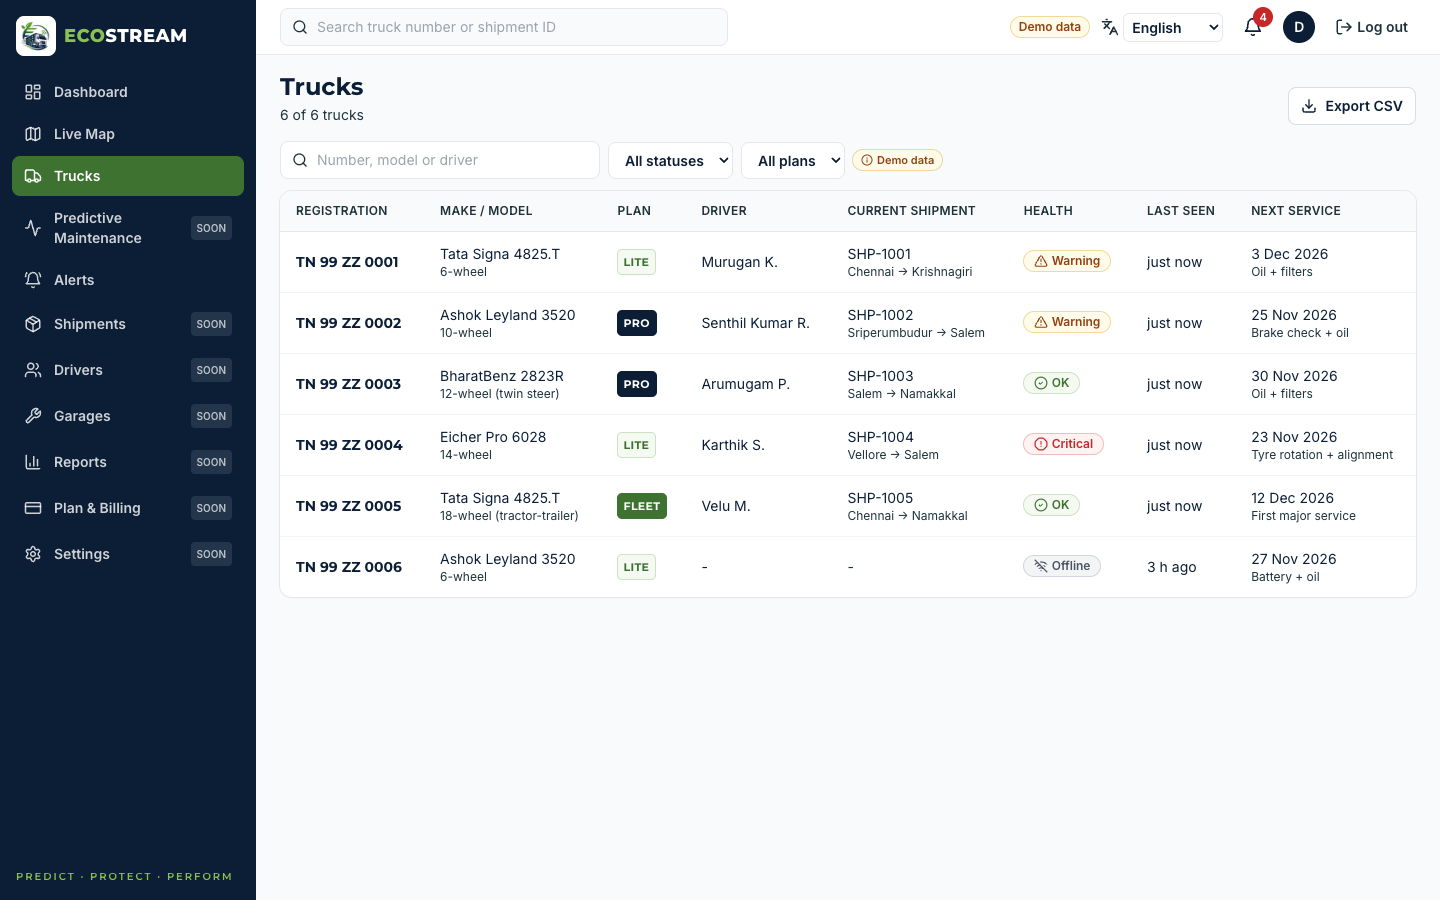 ECOSTREAM
Search truck number or shipment ID
Demo data
English
4
D
Log out
Dashboard
Live Map
Trucks
Predictive
Maintenance
SOON
Alerts
Shipments SOON
Drivers SOON
Garages SOON
Reports SOON
Plan & Billing SOON
Settings SOON
PREDICT · PROTECT · PERFORM
Trucks
6 of 6 trucks
Export CSV
Number, model or driver
All statuses
All plans
Demo data
REGISTRATION MAKE / MODEL PLAN DRIVER CURRENT SHIPMENT HEALTH LAST SEEN NEXT SERVICE
TN 99 ZZ 0001 Tata Signa 4825.T LITE Murugan K. SHP-1001 Warning just now 3 Dec 2026
6-wheel Chennai → Krishnagiri Oil + filters
TN 99 ZZ 0002 Ashok Leyland 3520 PRO Senthil Kumar R. SHP-1002 Warning just now 25 Nov 2026
10-wheel Sriperumbudur → Salem Brake check + oil
TN 99 ZZ 0003 BharatBenz 2823R PRO Arumugam P. SHP-1003 OK just now 30 Nov 2026
12-wheel (twin steer) Salem → Namakkal Oil + filters
TN 99 ZZ 0004 Eicher Pro 6028 LITE Karthik S. SHP-1004 Critical just now 23 Nov 2026
14-wheel Vellore → Salem Tyre rotation + alignment
TN 99 ZZ 0005 Tata Signa 4825.T FLEET Velu M. SHP-1005 OK just now 12 Dec 2026
18-wheel (tractor-trailer) Chennai → Namakkal First major service
TN 99 ZZ 0006 Ashok Leyland 3520 LITE - - Offline 3 h ago 27 Nov 2026
6-wheel Battery + oil